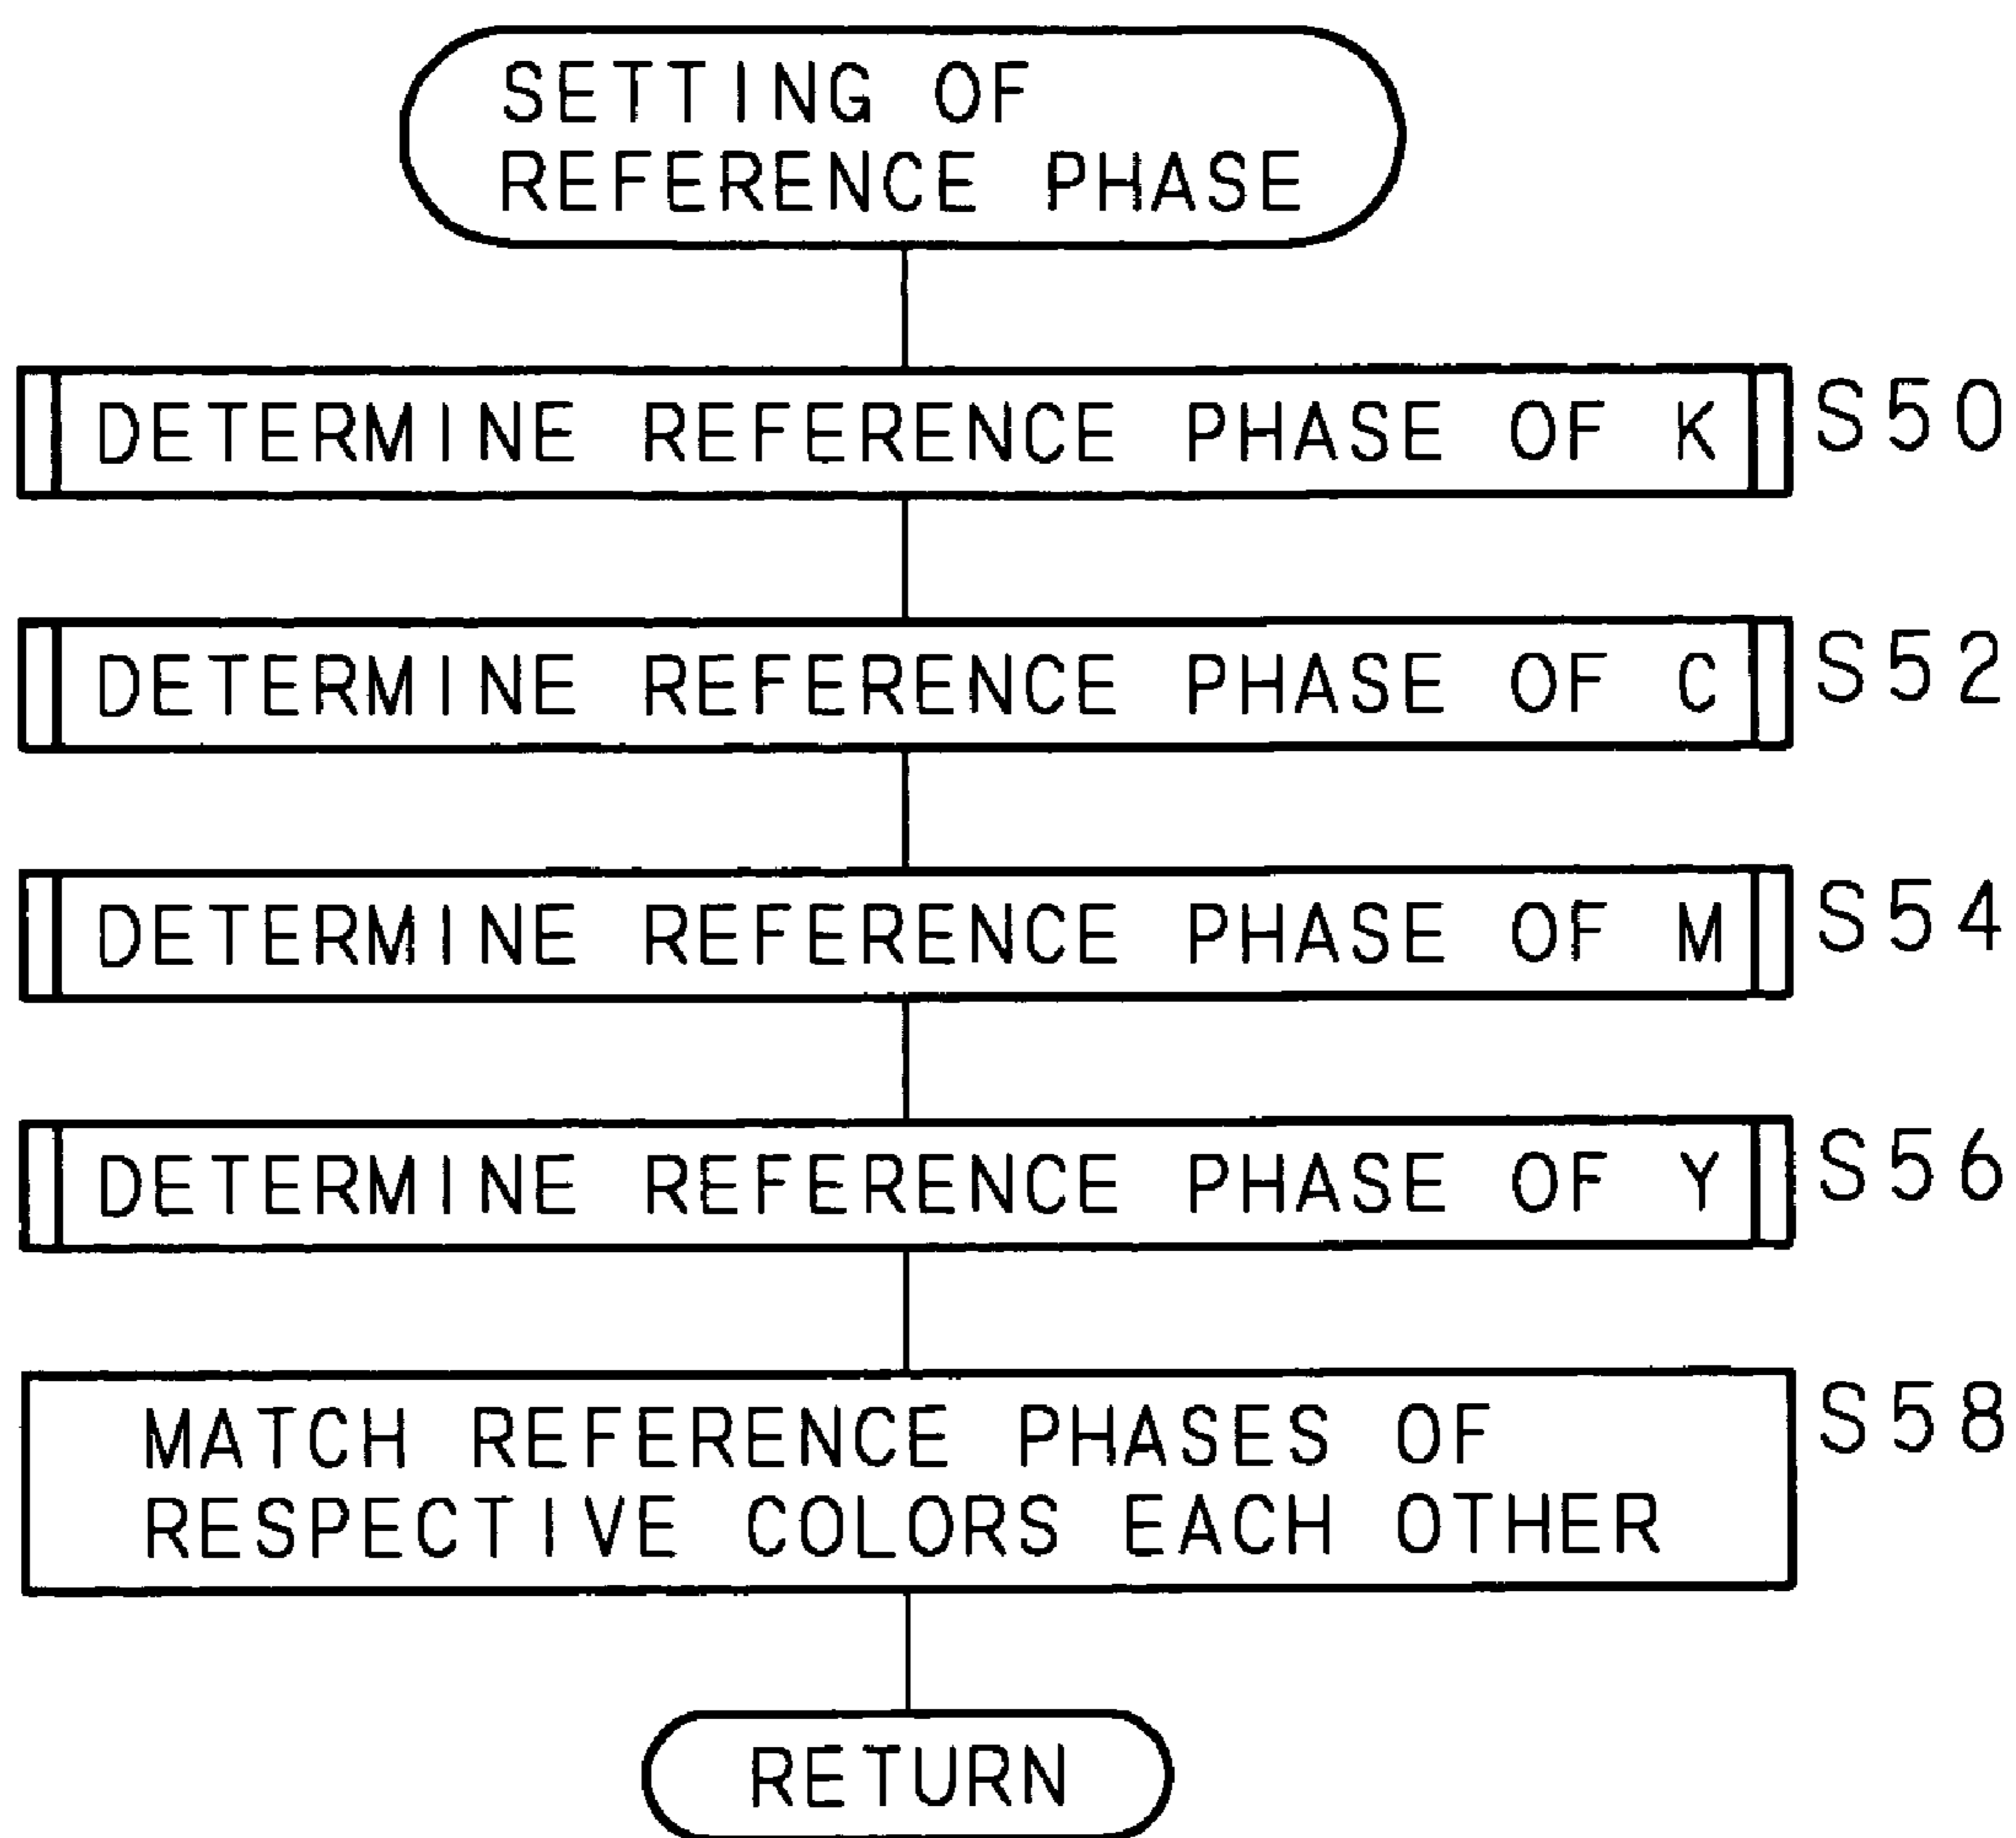 SETTING OF
REFERENCE PHASE
DETERMINE REFERENCE PHASE OF K S50
DETERMINE REFERENCE PHASE OF C S52
DETERMINE REFERENCE PHASE OF M S54
DETERMINE REFERENCE PHASE OF Y S56
MATCH REFERENCE PHASES OF S58
RESPECTIVE COLORS EACH OTHER
RETURN